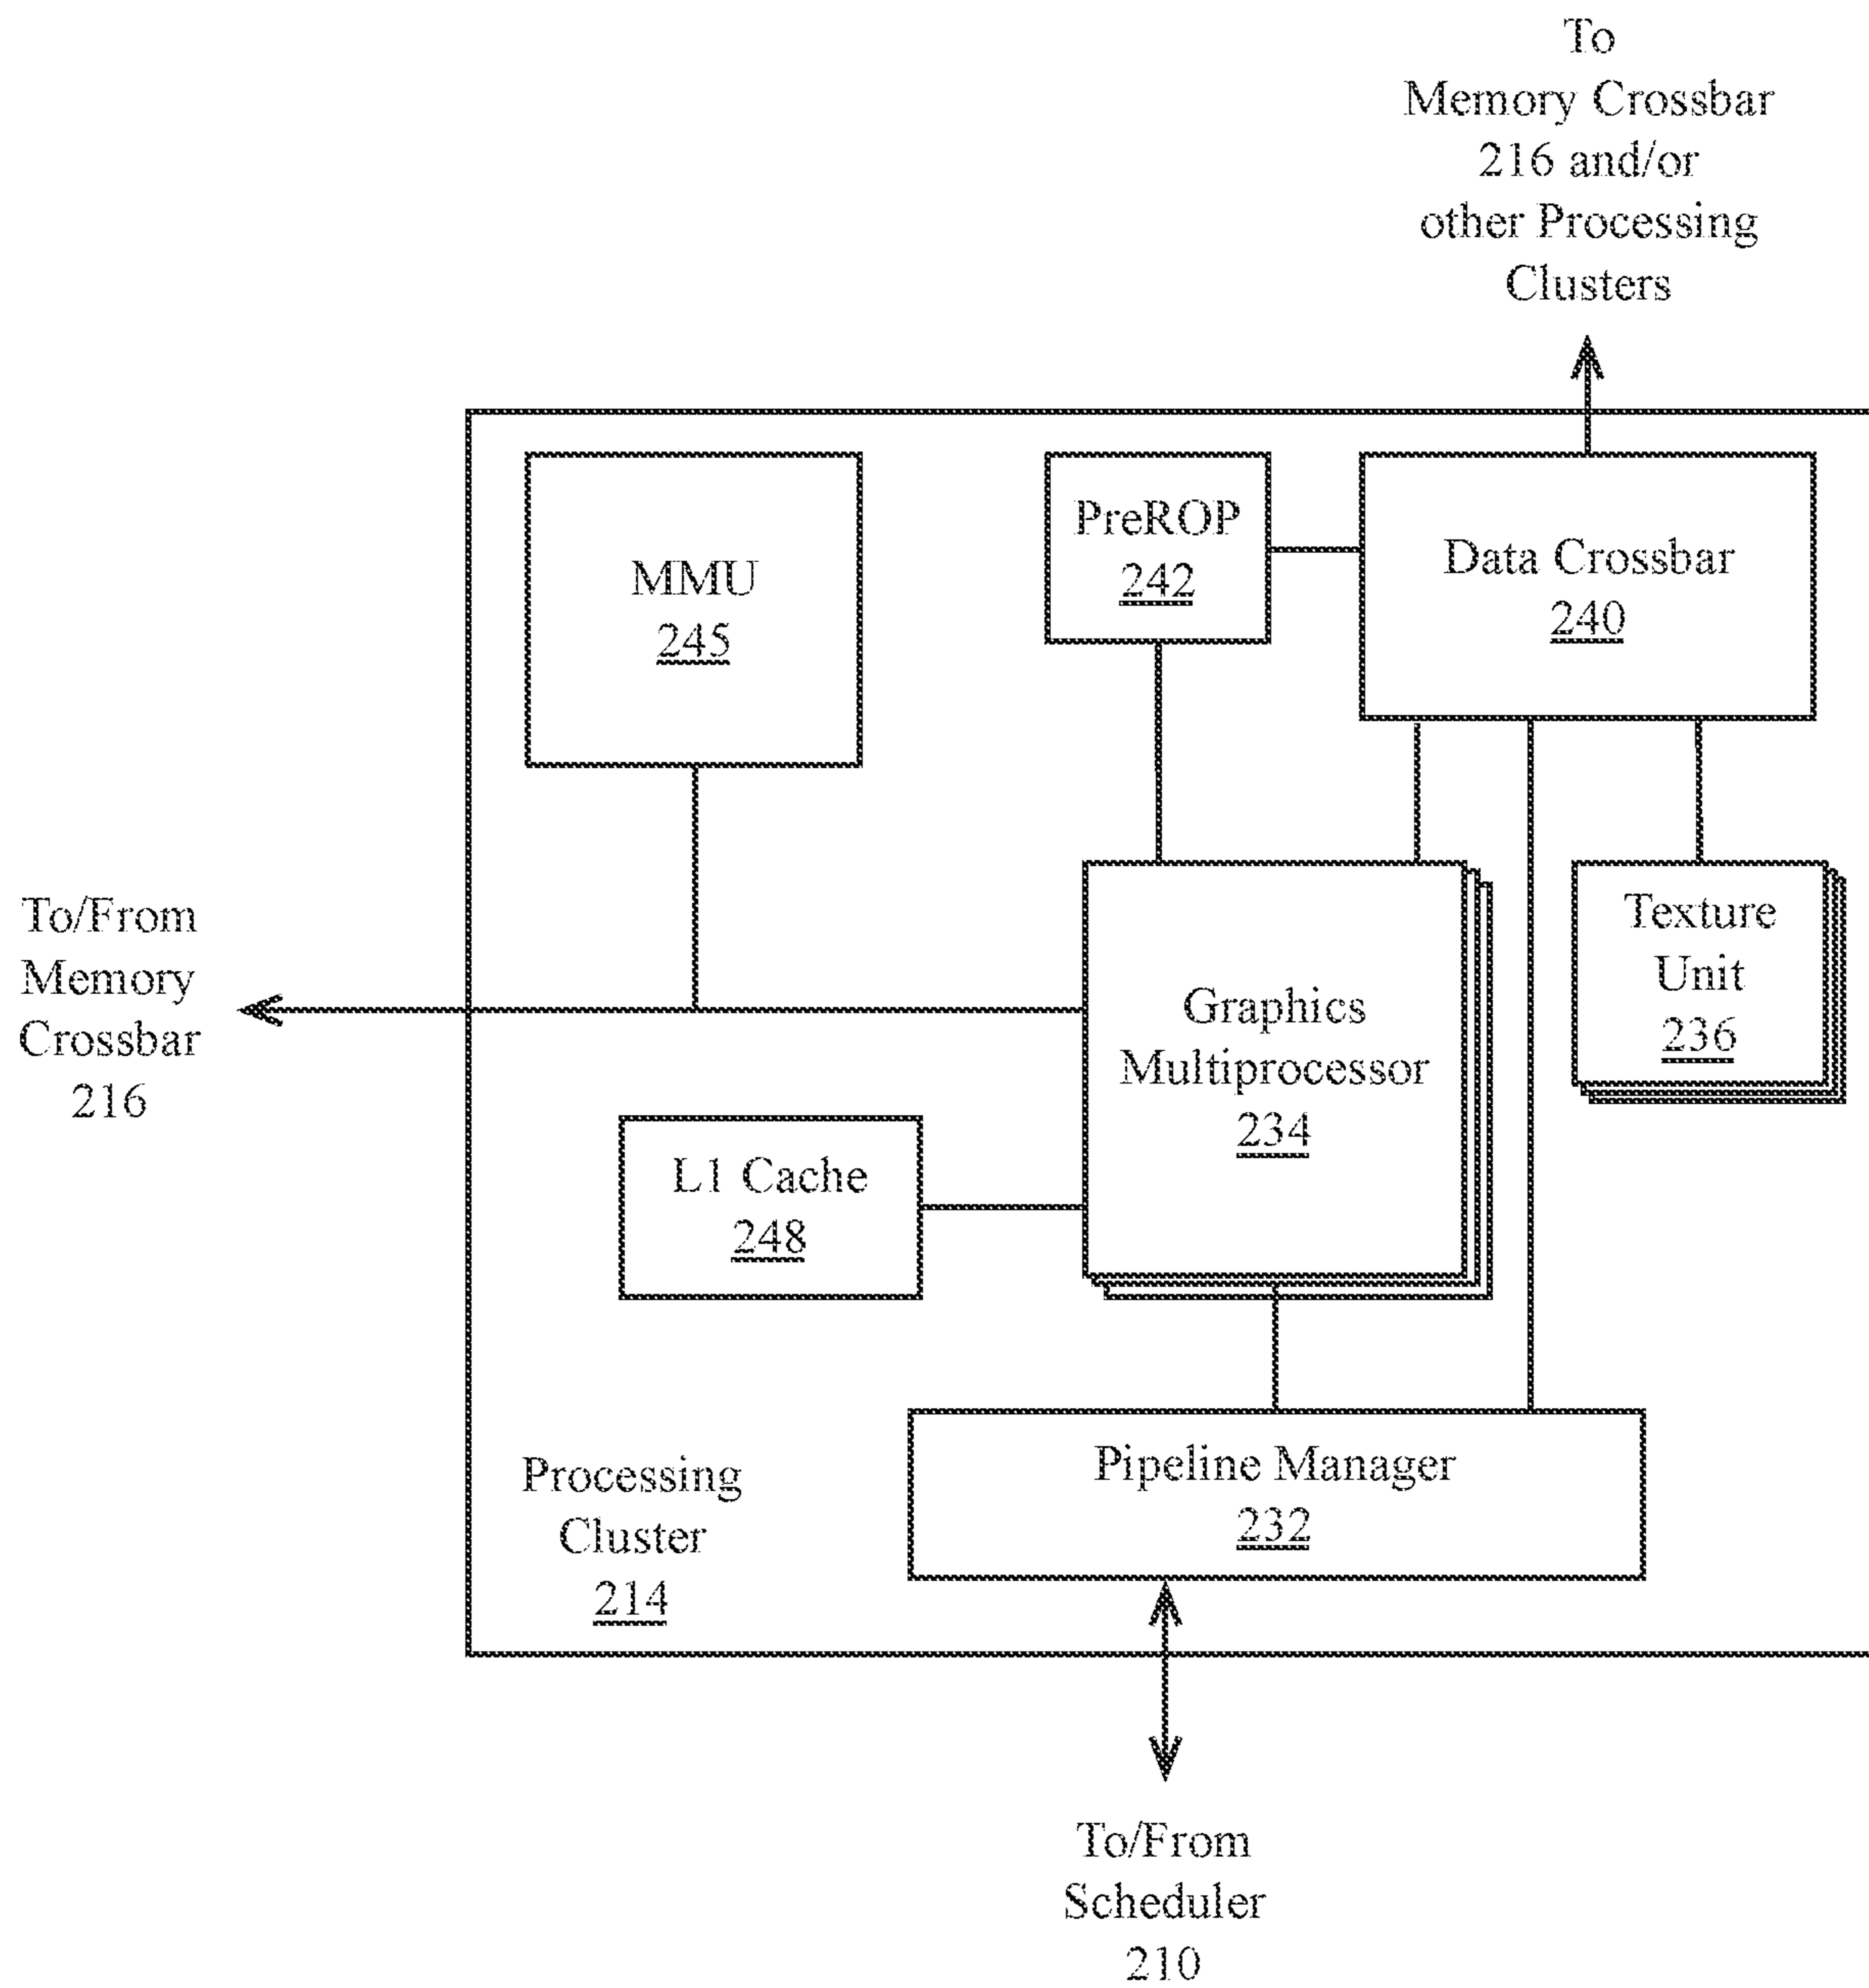 To
Memory Crossbar
216 and/or
other Processing
Clusters
MMU
245
PreROP
242
Data Crossbar
240
To/From
Memory
Crossbar
216
Graphics
Multiprocessor
234
Texture
Unit
236
L1 Cache
248
Processing
Cluster
214
Pipeline Manager
232
To/From
Scheduler
210